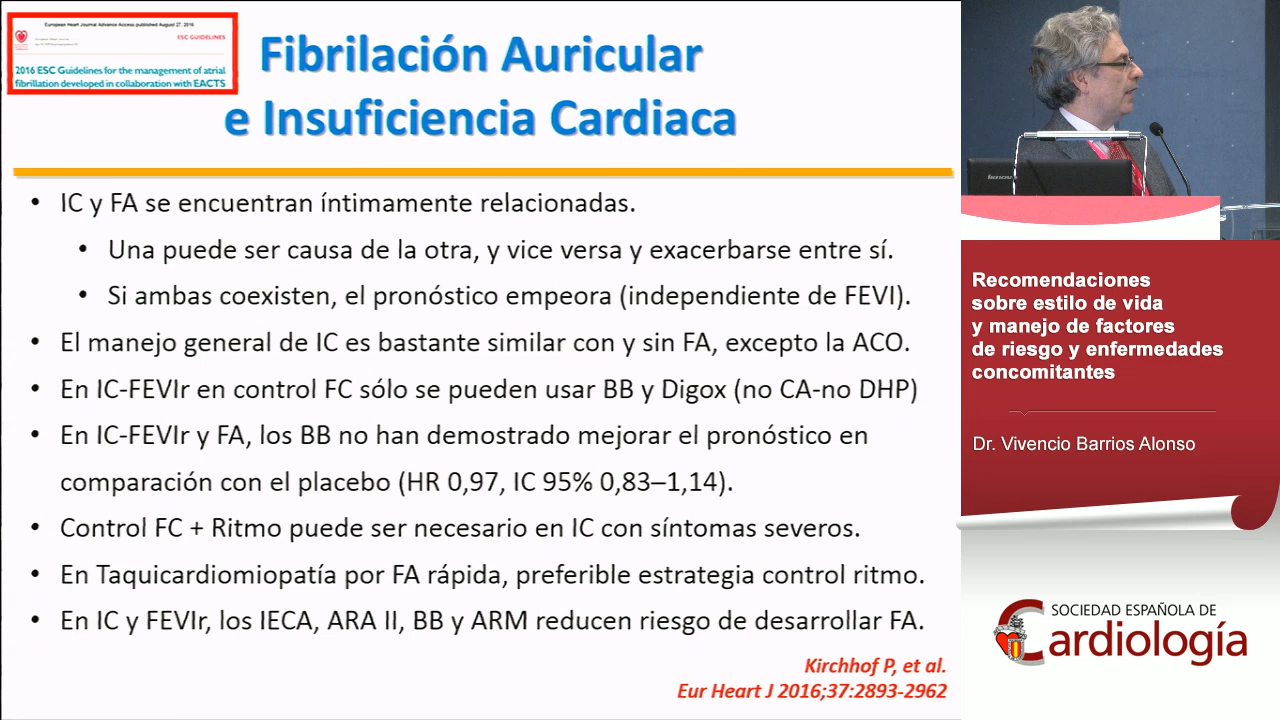 European Heart Journal Advance Access published August 27, 2016
ESC GUIDELINES
2016 ESC Guidelines for the management of atrial
fibrillation developed in collaboration with EACTS
Fibrilación Auricular
e Insuficiencia Cardiaca
• IC y FA se encuentran íntimamente relacionadas.
• Una puede ser causa de la otra, y vice versa y exacerbarse entre sí.
• Si ambas coexisten, el pronóstico empeora (independiente de FEVI).
• El manejo general de IC es bastante similar con y sin FA, excepto la ACO.
• En IC-FEVIr en control FC sólo se pueden usar BB y Digox (no CA-no DHP)
• En IC-FEVIr y FA, los BB no han demostrado mejorar el pronóstico en
comparación con el placebo (HR 0,97, IC 95% 0,83–1,14).
• Control FC + Ritmo puede ser necesario en IC con síntomas severos.
• En Taquicardiomiopatía por FA rápida, preferible estrategia control ritmo.
• En IC y FEVIr, los IECA, ARA II, BB y ARM reducen riesgo de desarrollar FA.
Kirchhof P, et al.
Eur Heart J 2016;37:2893-2962
lenovo
Recomendaciones
sobre estilo de vida
y manejo de factores
de riesgo y enfermedades
concomitantes
Dr. Vivencio Barrios Alonso
SOCIEDAD ESPAÑOLA DE
Cardiología